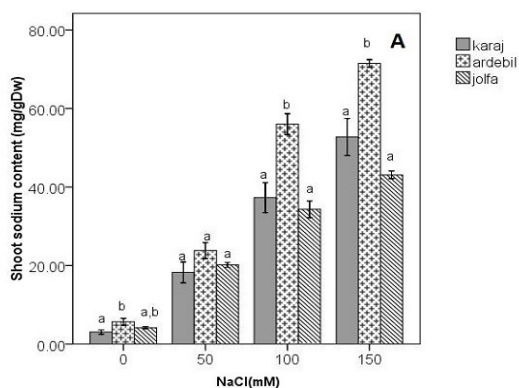 A
karaj
ardebil
jolfa
Shoot sodium content (mg/gDw)
80.00
60.00
40.00
20.00
0.00
a
b
a,b
a
a
a
a
b
a
a
b
a
0
50
100
150
NaCl(mM)